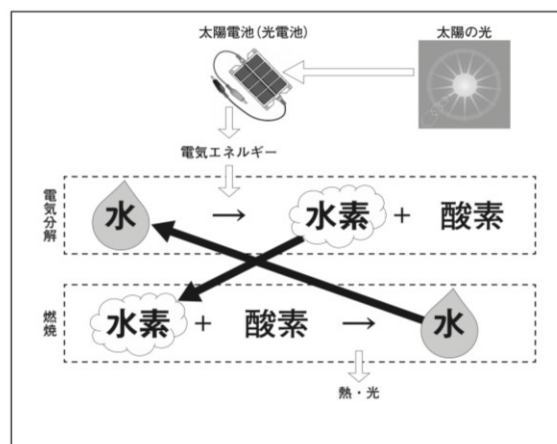 太陽電池(光電池)
太陽の光
電気エネルギー
電気分解
水 → 水素 + 酸素
燃焼
水素 + 酸素 → 水
熱・光